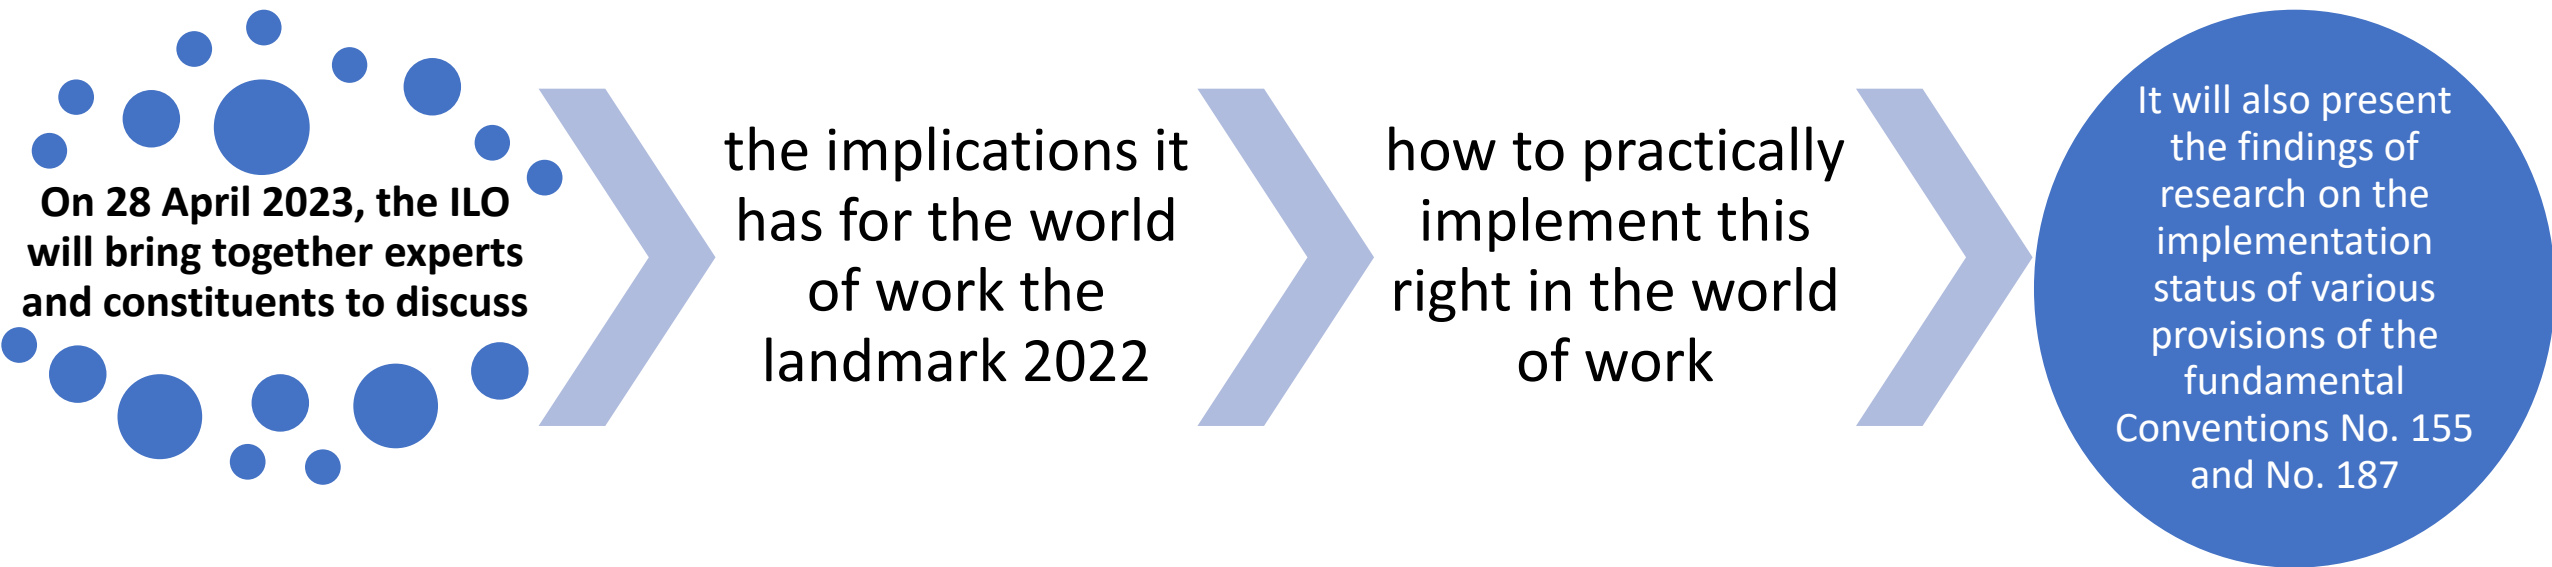 On 28 April 2023, the ILO
will bring together experts
and constituents to discuss
the implications it
has for the world
of work the
landmark 2022
how to practically
implement this
right in the world
of work
It will also present
the findings of
research on the
implementation
status of various
provisions of the
fundamental
Conventions No. 155
and No. 187